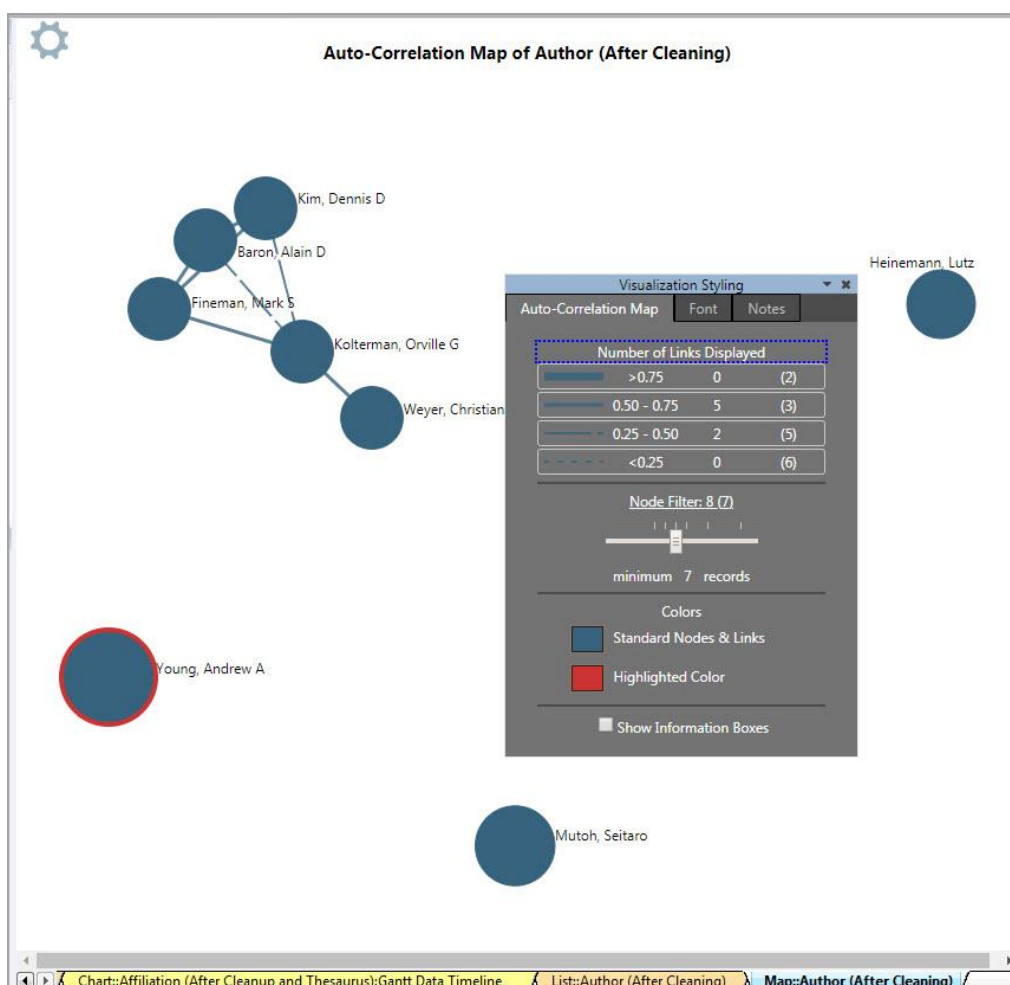 Auto-Correlation Map of Author (After Cleaning)
Kim, Dennis D
Baron, Alain D
Fineman, Mark S
Kolterman, Orville G
Weyer, Christian
Heinemann, Lutz
Visualization Styling
Auto-Correlation Map Font Notes
Number of Links Displayed
>0.75 0 (2)
0.50 - 0.75 5 (3)
0.25 - 0.50 2 (5)
<0.25 0 (6)
Node Filter: 8 (7)
minimum 7 records
Colors
Standard Nodes & Links
Highlighted Color
Show Information Boxes
Young, Andrew A
Mutoh, Seitaro
Chart::Affiliation (After Cleanup and Thesaurus):Gantt Data Timeline List::Author (After Cleaning) Map::Author (After Cleaning)